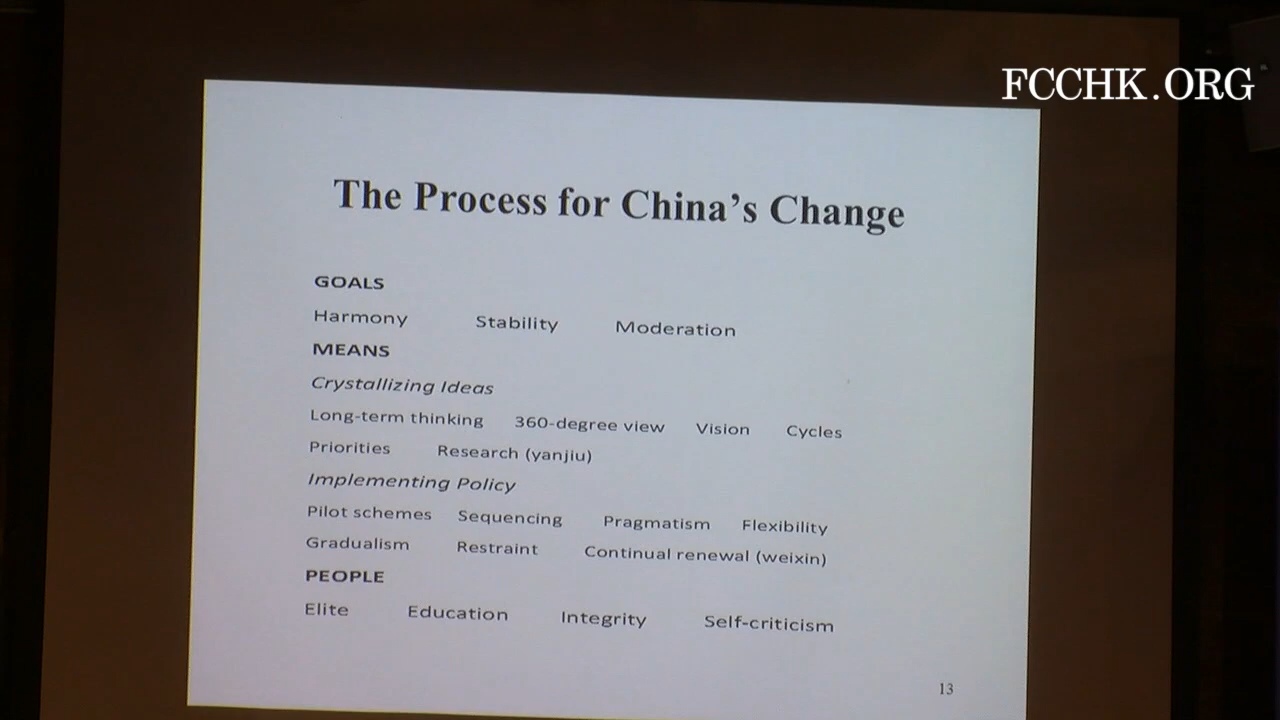 FCCHK.ORG
The Process for China's Change
GOALS
Harmony Stability Moderation
MEANS
Crystallizing Ideas
Long-term thinking 360-degree view Vision Cycles
Priorities Research (yanjiu)
Implementing Policy
Pilot schemes Sequencing Pragmatism Flexibility
Gradualism Restraint Continual renewal (weixin)
PEOPLE
Elite Education Integrity Self-criticism
13